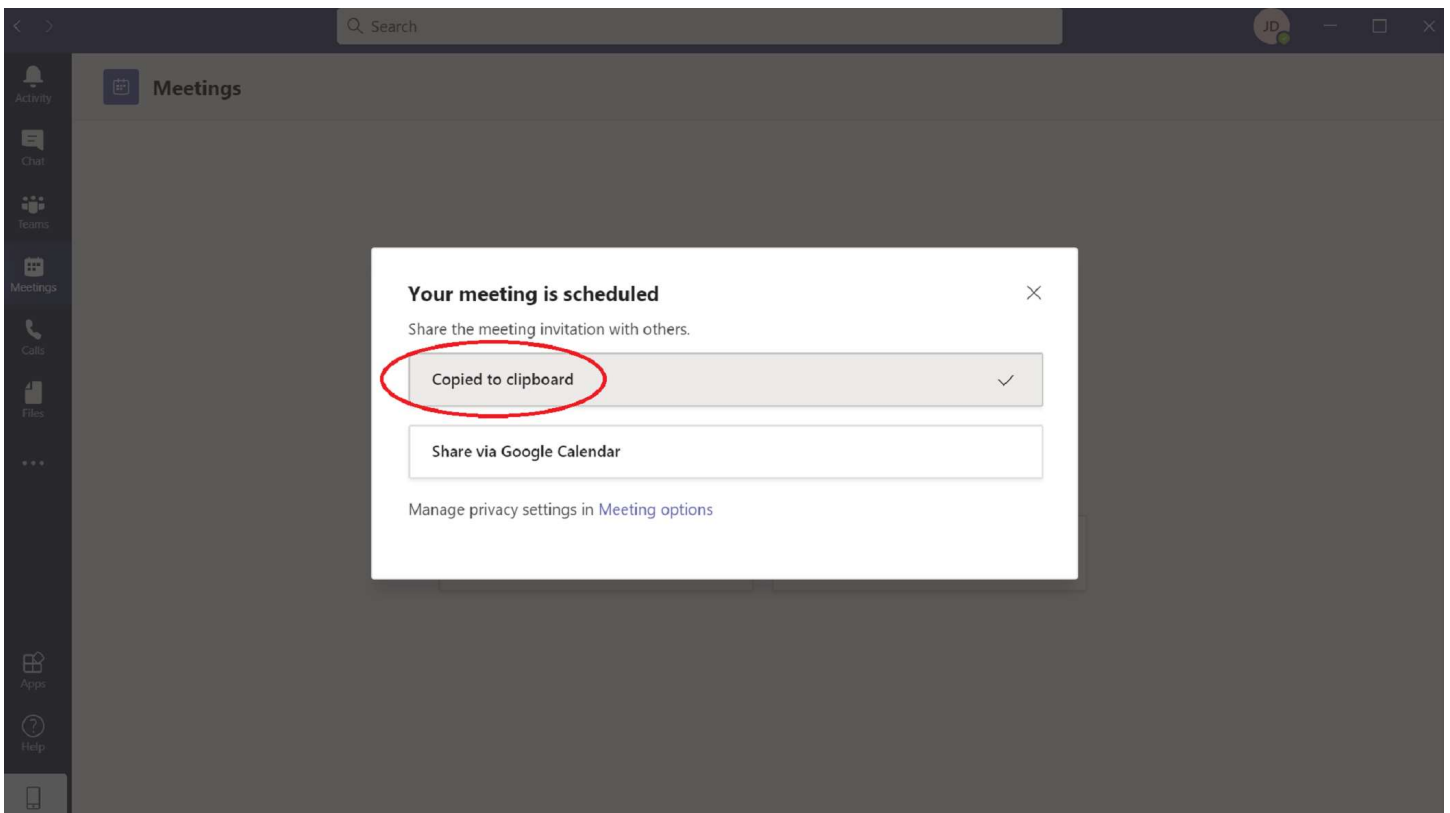 Search
JD
Activity
Meetings
Chat
Teams
Meetings
Calls
Files
Your meeting is scheduled
Share the meeting invitation with others.
Copied to clipboard
Share via Google Calendar
Manage privacy settings in Meeting options
Apps
Help